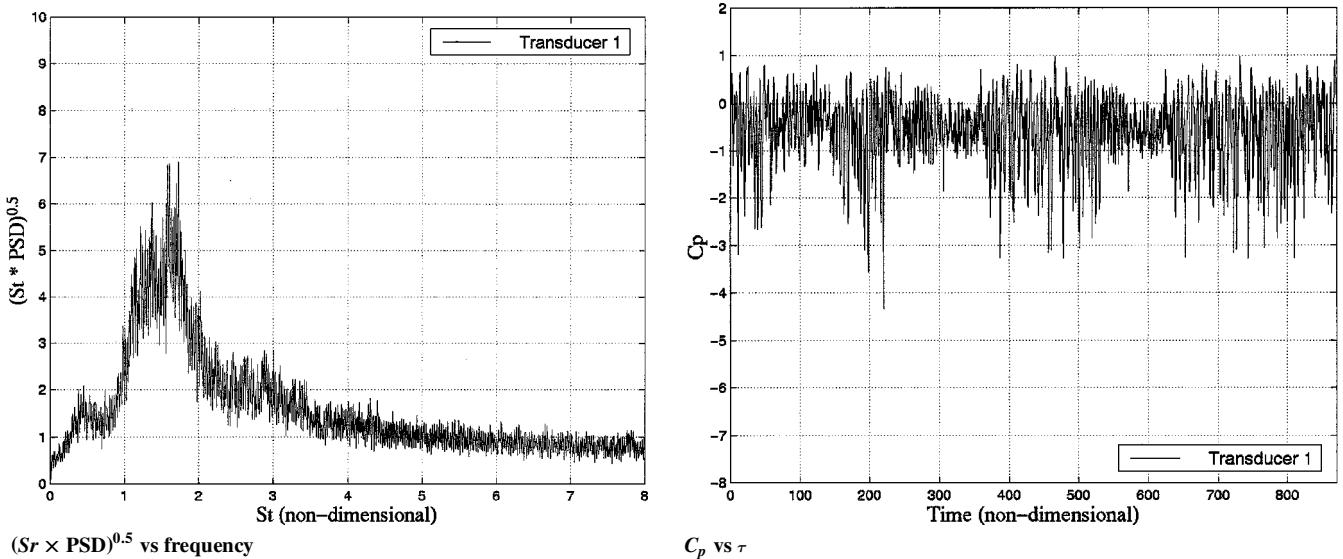 10
9
8
7
6
5
4
3
2
1
0
(St * PSD)^0.5
Transducer 1
0 1 2 3 4 5 6 7 8
St (non-dimensional)
(Sr × PSD)^0.5 vs frequency
2
1
0
-1
-2
-3
-4
-5
-6
-7
-8
Cp
Transducer 1
0 100 200 300 400 500 600 700 800
Time (non-dimensional)
C_p vs τ